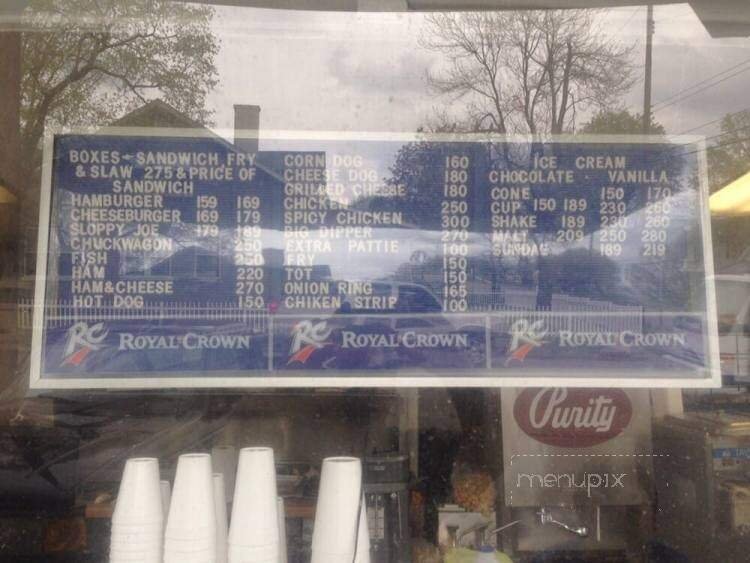 BOXES- SANDWICH, FRY
& SLAW 275 & PRICE OF
SANDWICH
HAMBURGER 159 169
CHEESEBURGER 169 179
SLOPPY JOE 179 189
CHUCKWAGON 250
FISH
HAM 220
HAM&CHEESE 270
HOT DOG 150
CORN DOG 160
CHEESE DOG 180
GRILLED CHEESE 180
CHICKEN 250
SPICY CHICKEN 300
BIG DIPPER 270
EXTRA PATTIE
FRY 150
TOT 150
ONION RING 165
CHIKEN STRIP 100
ICE CREAM
CHOCOLATE - VANILLA
CONE 150 170
CUP 150 189 230 260
SHAKE 189 230 260
MALT 209 250 280
SUNDAE 189 219
RC ROYAL CROWN
RC ROYAL CROWN
RC ROYAL CROWN
Purity
menupix